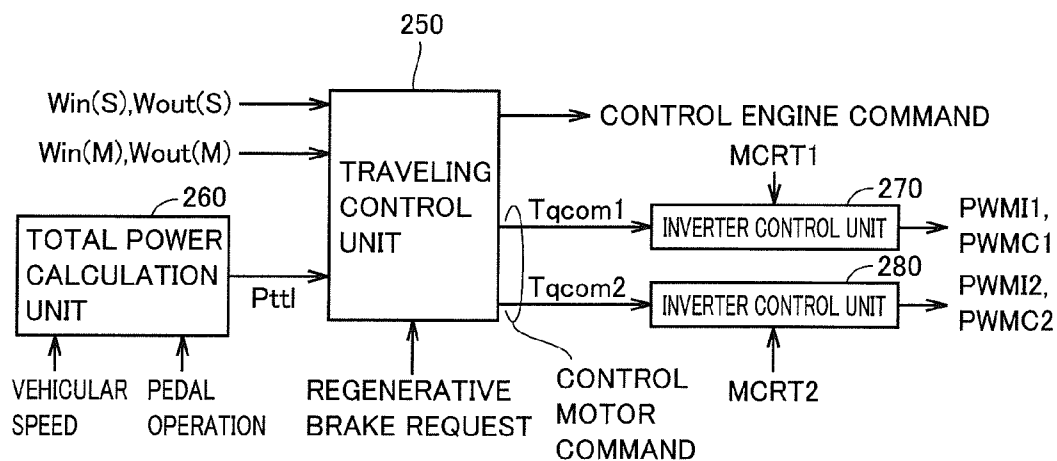 250
Win(S),Wout(S)
Win(M),Wout(M)
TRAVELING
CONTROL
UNIT
CONTROL ENGINE COMMAND
MCRT1
260
TOTAL POWER
CALCULATION
UNIT
Pttl
Tqcom1
270
INVERTER CONTROL UNIT
PWMI1,
PWMC1
Tqcom2
280
INVERTER CONTROL UNIT
PWMI2,
PWMC2
VEHICULAR
SPEED
PEDAL
OPERATION
REGENERATIVE
BRAKE REQUEST
CONTROL
MOTOR
COMMAND
MCRT2